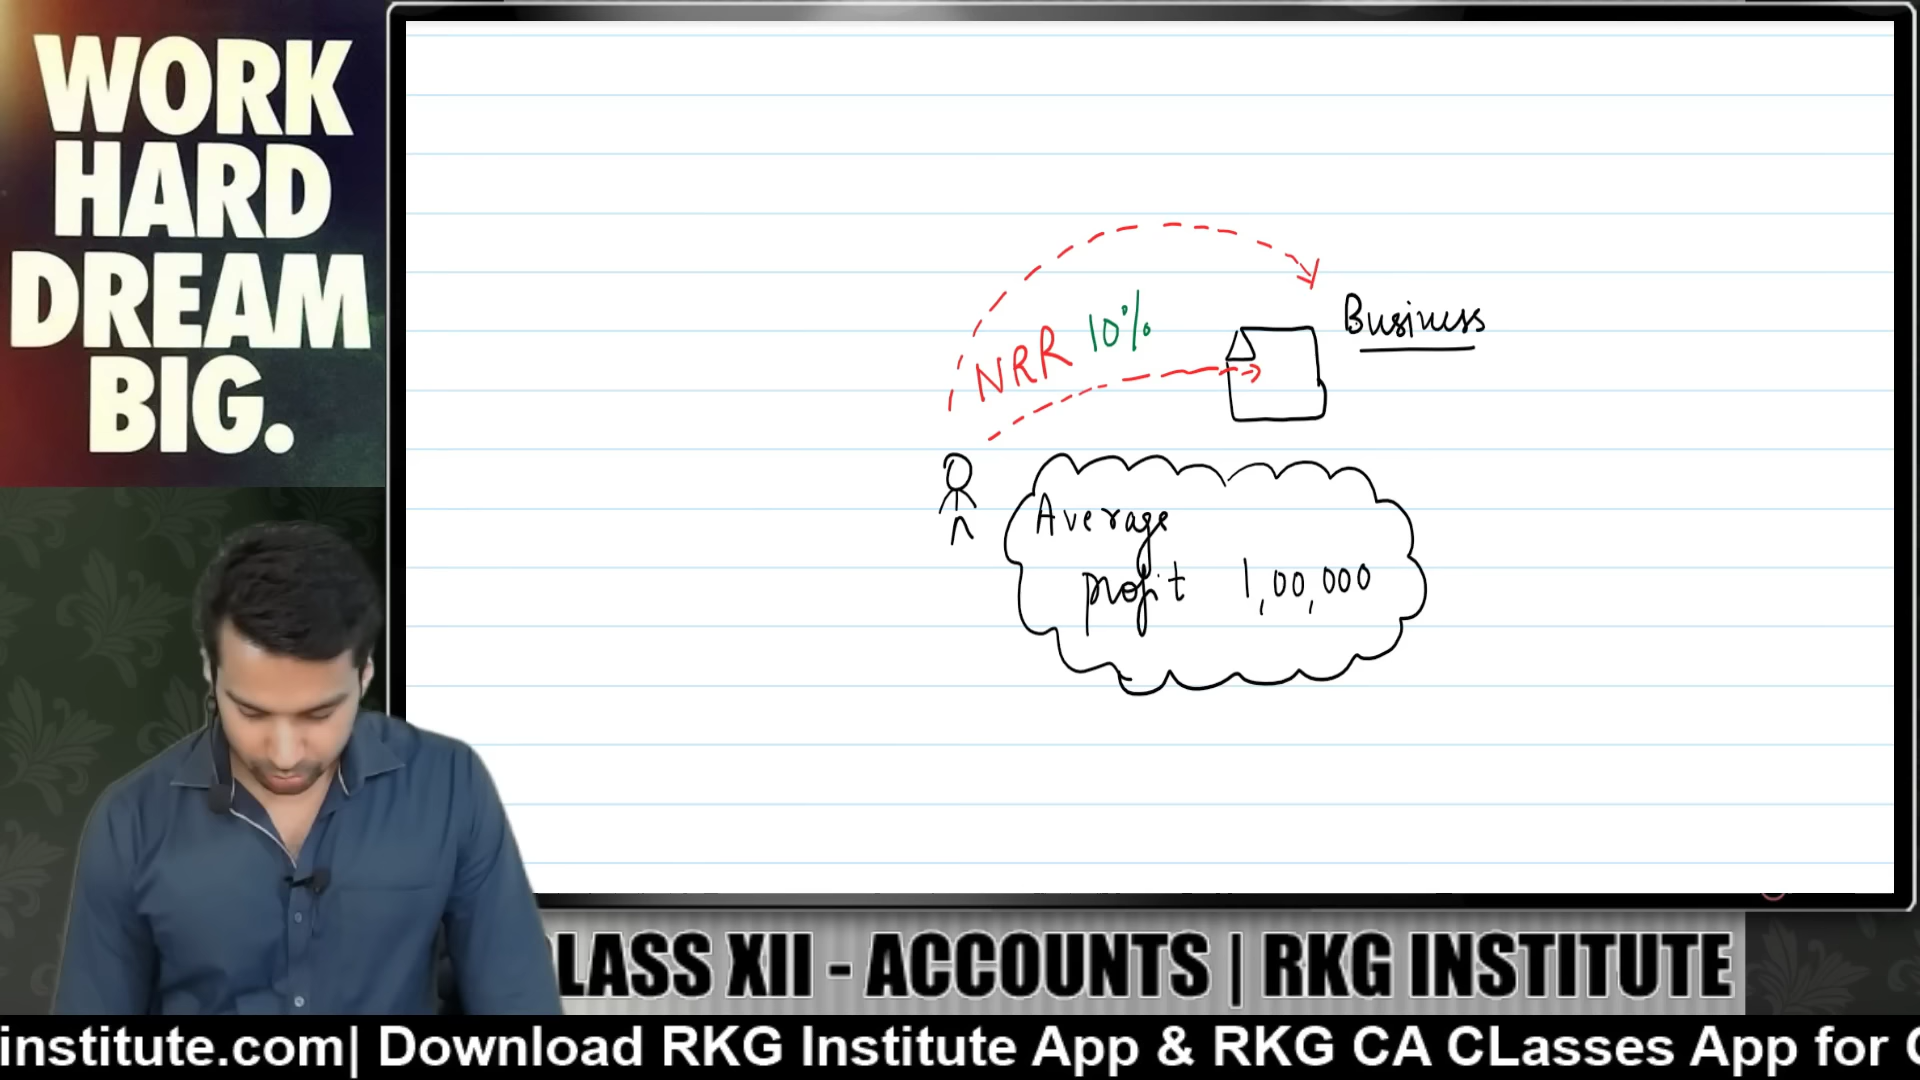 WORK
HARD
DREAM
BIG.
NRR 10%
Business
Average
profit 1,00,000
LASS XII - ACCOUNTS | RKG INSTITUTE
institute.com| Download RKG Institute App & RKG CA CLasses App for C